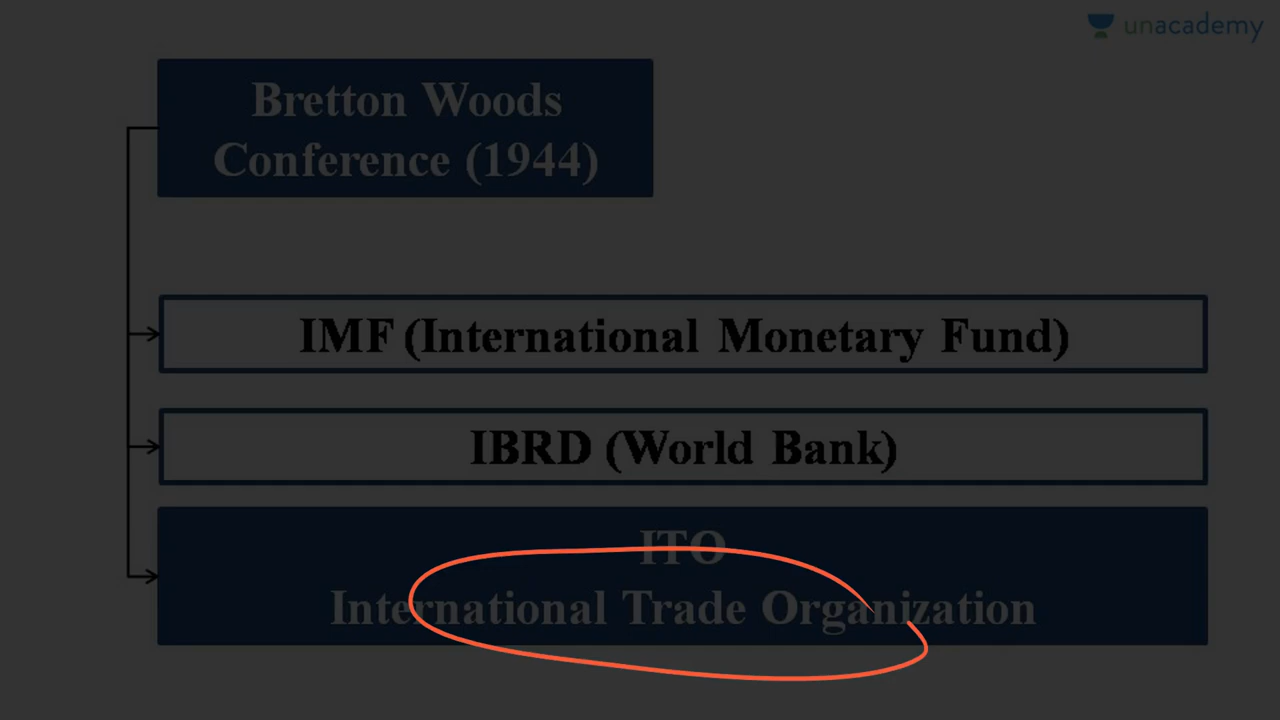 unacademy
Bretton Woods
Conference (1944)
IMF (International Monetary Fund)
IBRD (World Bank)
ITO
International Trade Organization